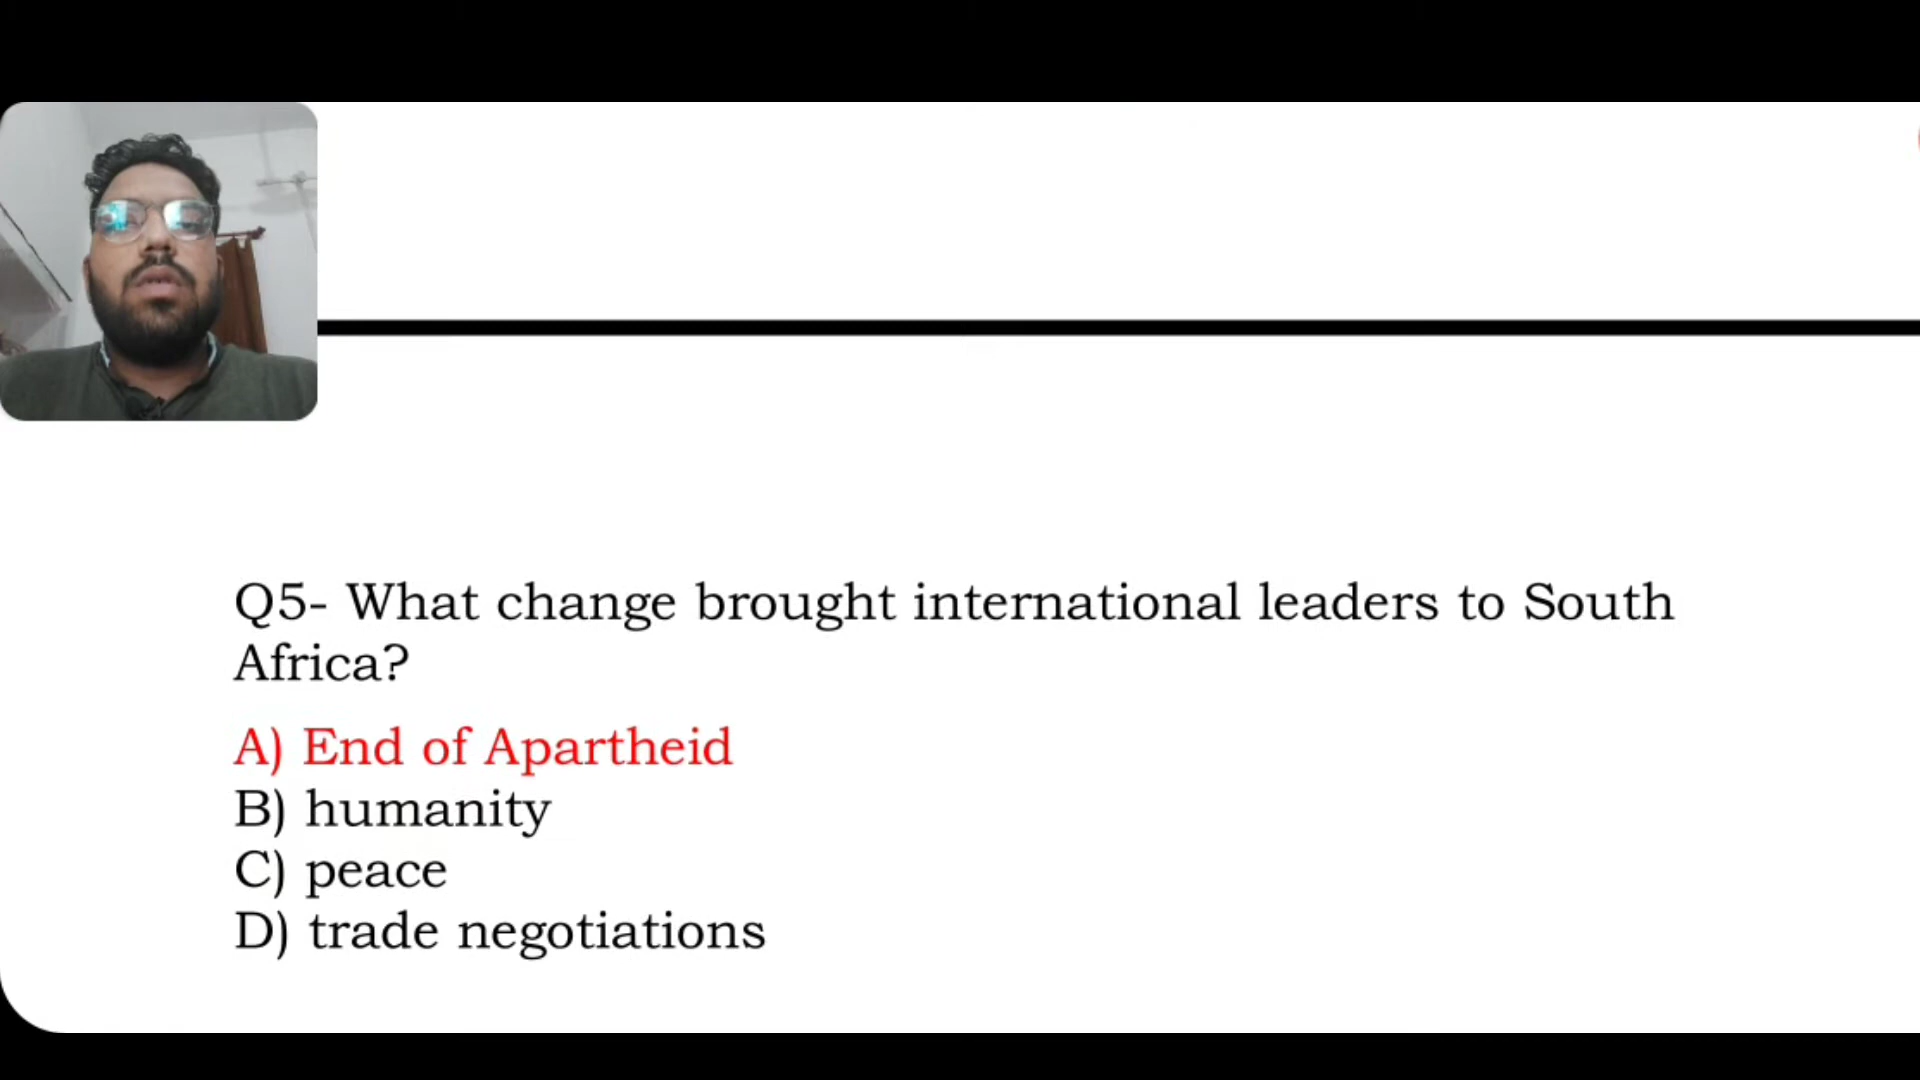 Q5- What change brought international leaders to South
Africa?
A) End of Apartheid
B) humanity
C) peace
D) trade negotiations